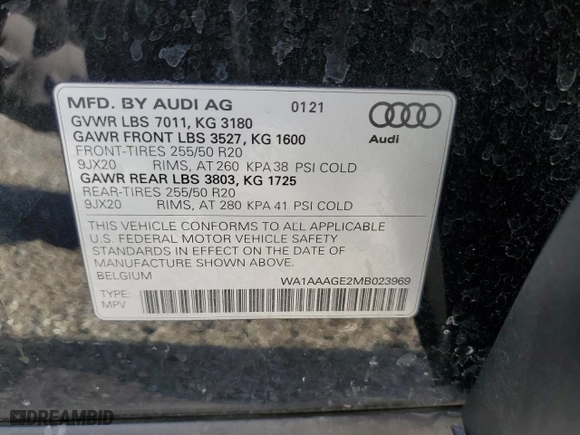 MFD. BY AUDI AG 0121
GVWR LBS 7011, KG 3180
GAWR FRONT LBS 3527, KG 1600
FRONT-TIRES 255/50 R20
9JX20 RIMS, AT 260 KPA 38 PSI COLD
GAWR REAR LBS 3803, KG 1725
REAR-TIRES 255/50 R20
9JX20 RIMS, AT 280 KPA 41 PSI COLD
Audi
THIS VEHICLE CONFORMS TO ALL APPLICABLE
U.S. FEDERAL MOTOR VEHICLE SAFETY
STANDARDS IN EFFECT ON THE DATE OF
MANUFACTURE SHOWN ABOVE.
BELGIUM WA1AAAGE2MB023969
TYPE:
MPV
DREAMBID